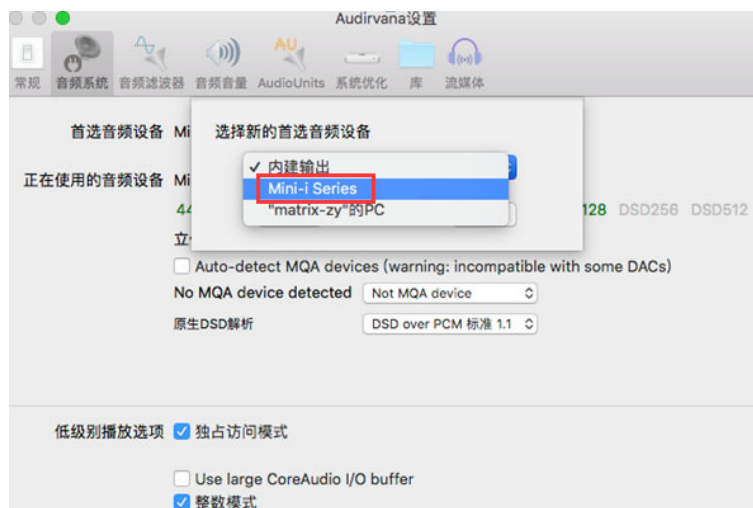 Audirvana设置
AU
常规 音频系统 音频滤波器 音频音量 AudioUnits 系统优化 库 流媒体
首选音频设备 Mi
选择新的首选音频设备
✓ 内建输出
正在使用的音频设备 Mi
Mini-i Series
"matrix-zy"的PC
44
128 DSD256 DSD512
立
Auto-detect MQA devices (warning: incompatible with some DACs)
No MQA device detected Not MQA device
原生DSD解析 DSD over PCM 标准 1.1
低级别播放选项 独占访问模式
Use large CoreAudio I/O buffer
整数模式